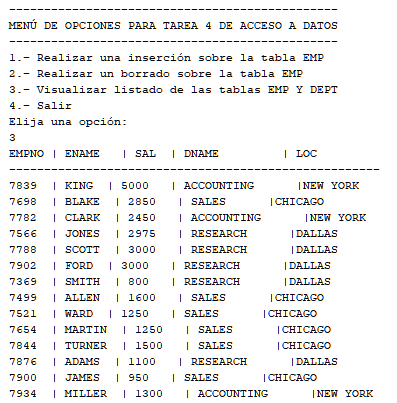 -----------------------------------------------
MENÚ DE OPCIONES PARA TAREA 4 DE ACCESO A DATOS
-----------------------------------------------
1.- Realizar una inserción sobre la tabla EMP
2.- Realizar un borrado sobre la tabla EMP
3.- Visualizar listado de las tablas EMP Y DEPT
4.- Salir
Elija una opción:
3
EMPNO | ENAME   | SAL  | DNAME         | LOC
-----------------------------------------------------
7839  | KING  | 5000   | ACCOUNTING      |NEW YORK
7698  | BLAKE  | 2850   | SALES      |CHICAGO
7782  | CLARK  | 2450   | ACCOUNTING      |NEW YORK
7566  | JONES  | 2975   | RESEARCH      |DALLAS
7788  | SCOTT  | 3000   | RESEARCH      |DALLAS
7902  | FORD  | 3000   | RESEARCH      |DALLAS
7369  | SMITH  | 800   | RESEARCH      |DALLAS
7499  | ALLEN  | 1600   | SALES      |CHICAGO
7521  | WARD  | 1250   | SALES      |CHICAGO
7654  | MARTIN  | 1250   | SALES      |CHICAGO
7844  | TURNER  | 1500   | SALES      |CHICAGO
7876  | ADAMS  | 1100   | RESEARCH      |DALLAS
7900  | JAMES  | 950   | SALES      |CHICAGO
7934  | MILLER  | 1300   | ACCOUNTING      |NEW YORK